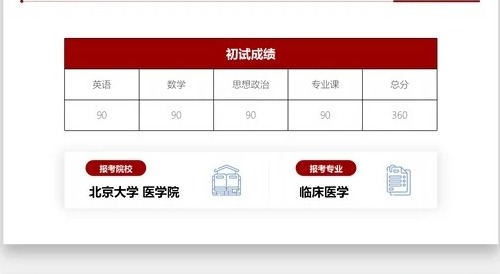 初试成绩
英语 数学 思想政治 专业课 总分
90 90 90 90 360
报考院校 报考专业
北京大学 医学院 临床医学